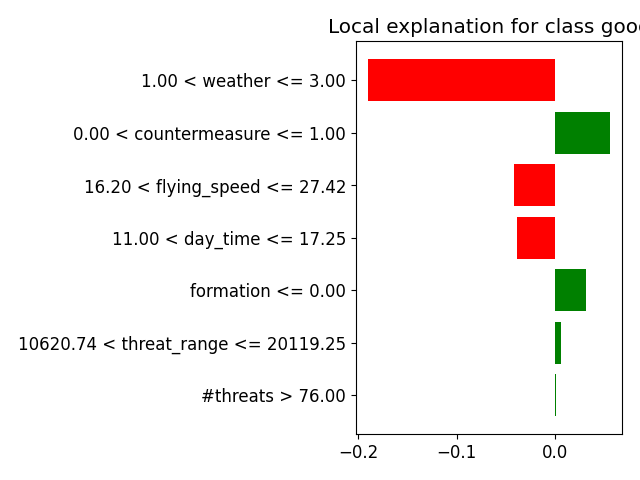 Local explanation for class goo
1.00 < weather <= 3.00
0.00 < countermeasure <= 1.00
16.20 < flying_speed <= 27.42
11.00 < day_time <= 17.25
formation <= 0.00
10620.74 < threat_range <= 20119.25
#threats > 76.00
−0.2 −0.1 0.0